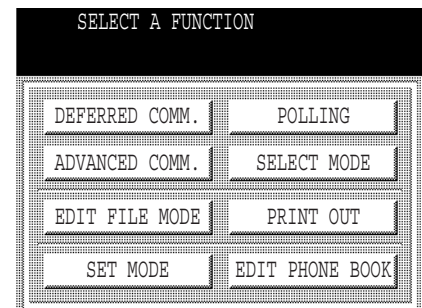 SELECT A FUNCTION
DEFERRED COMM. POLLING
ADVANCED COMM. SELECT MODE
EDIT FILE MODE PRINT OUT
SET MODE EDIT PHONE BOOK